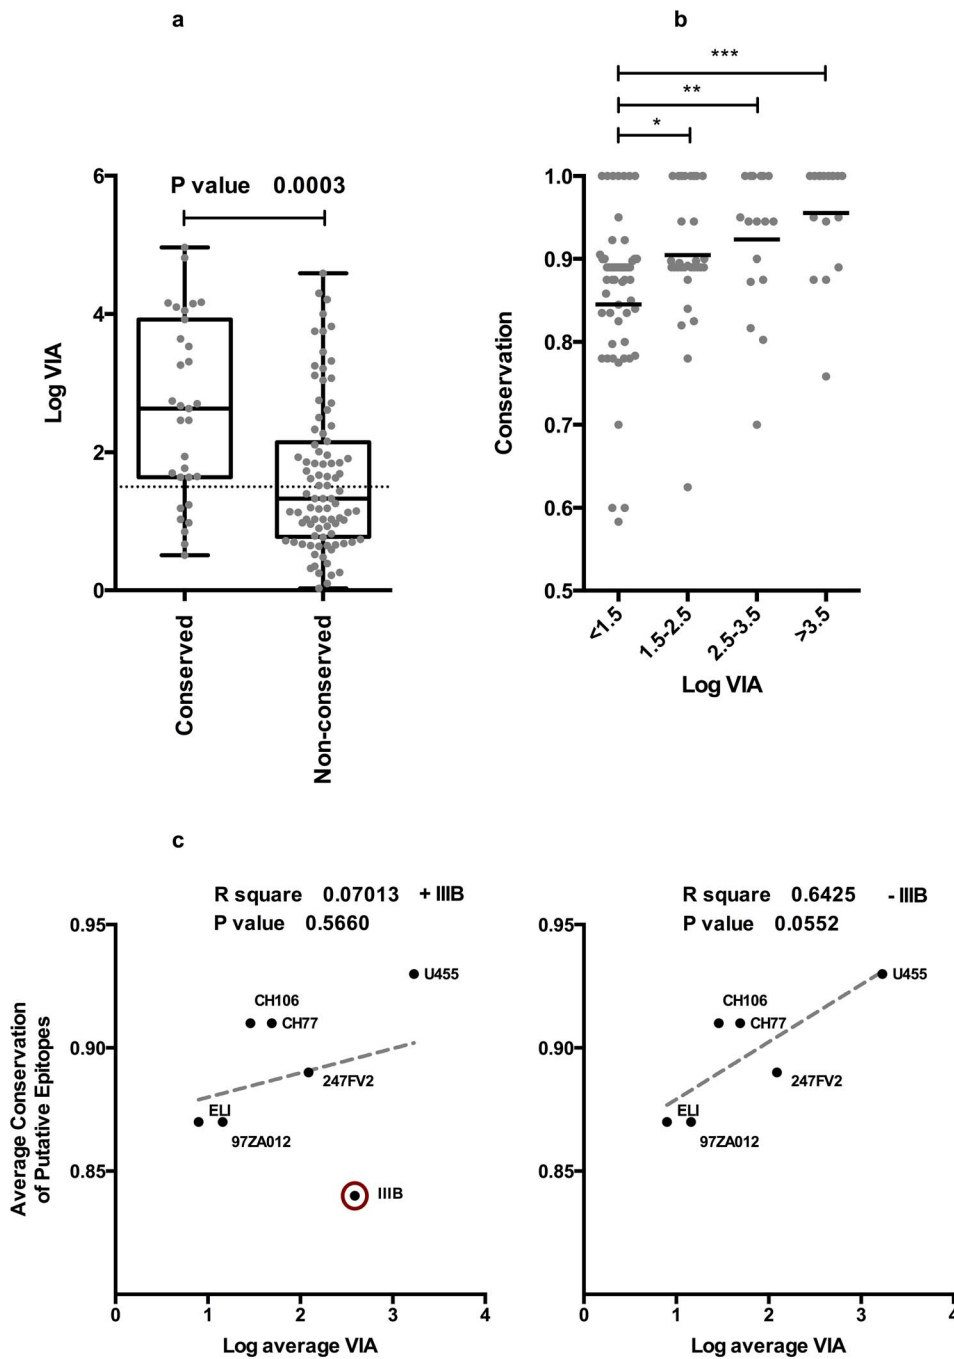 a
P value 0.0003
6
4
2
0
Log VIA
Conserved
Non-conserved
b
***
**
*
1.0
0.9
0.8
0.7
0.6
0.5
Conservation
<1.5
1.5-2.5
2.5-3.5
>3.5
Log VIA
c
R square 0.07013 + IIIB
P value 0.5660
0.95
0.90
0.85
Average Conservation
of Putative Epitopes
U455
CH106
CH77
247FV2
ELI
97ZA012
IIIB
0 1 2 3 4
Log average VIA
R square 0.6425 - IIIB
P value 0.0552
0.95
0.90
0.85
U455
CH106
CH77
247FV2
ELI
97ZA012
0 1 2 3 4
Log average VIA